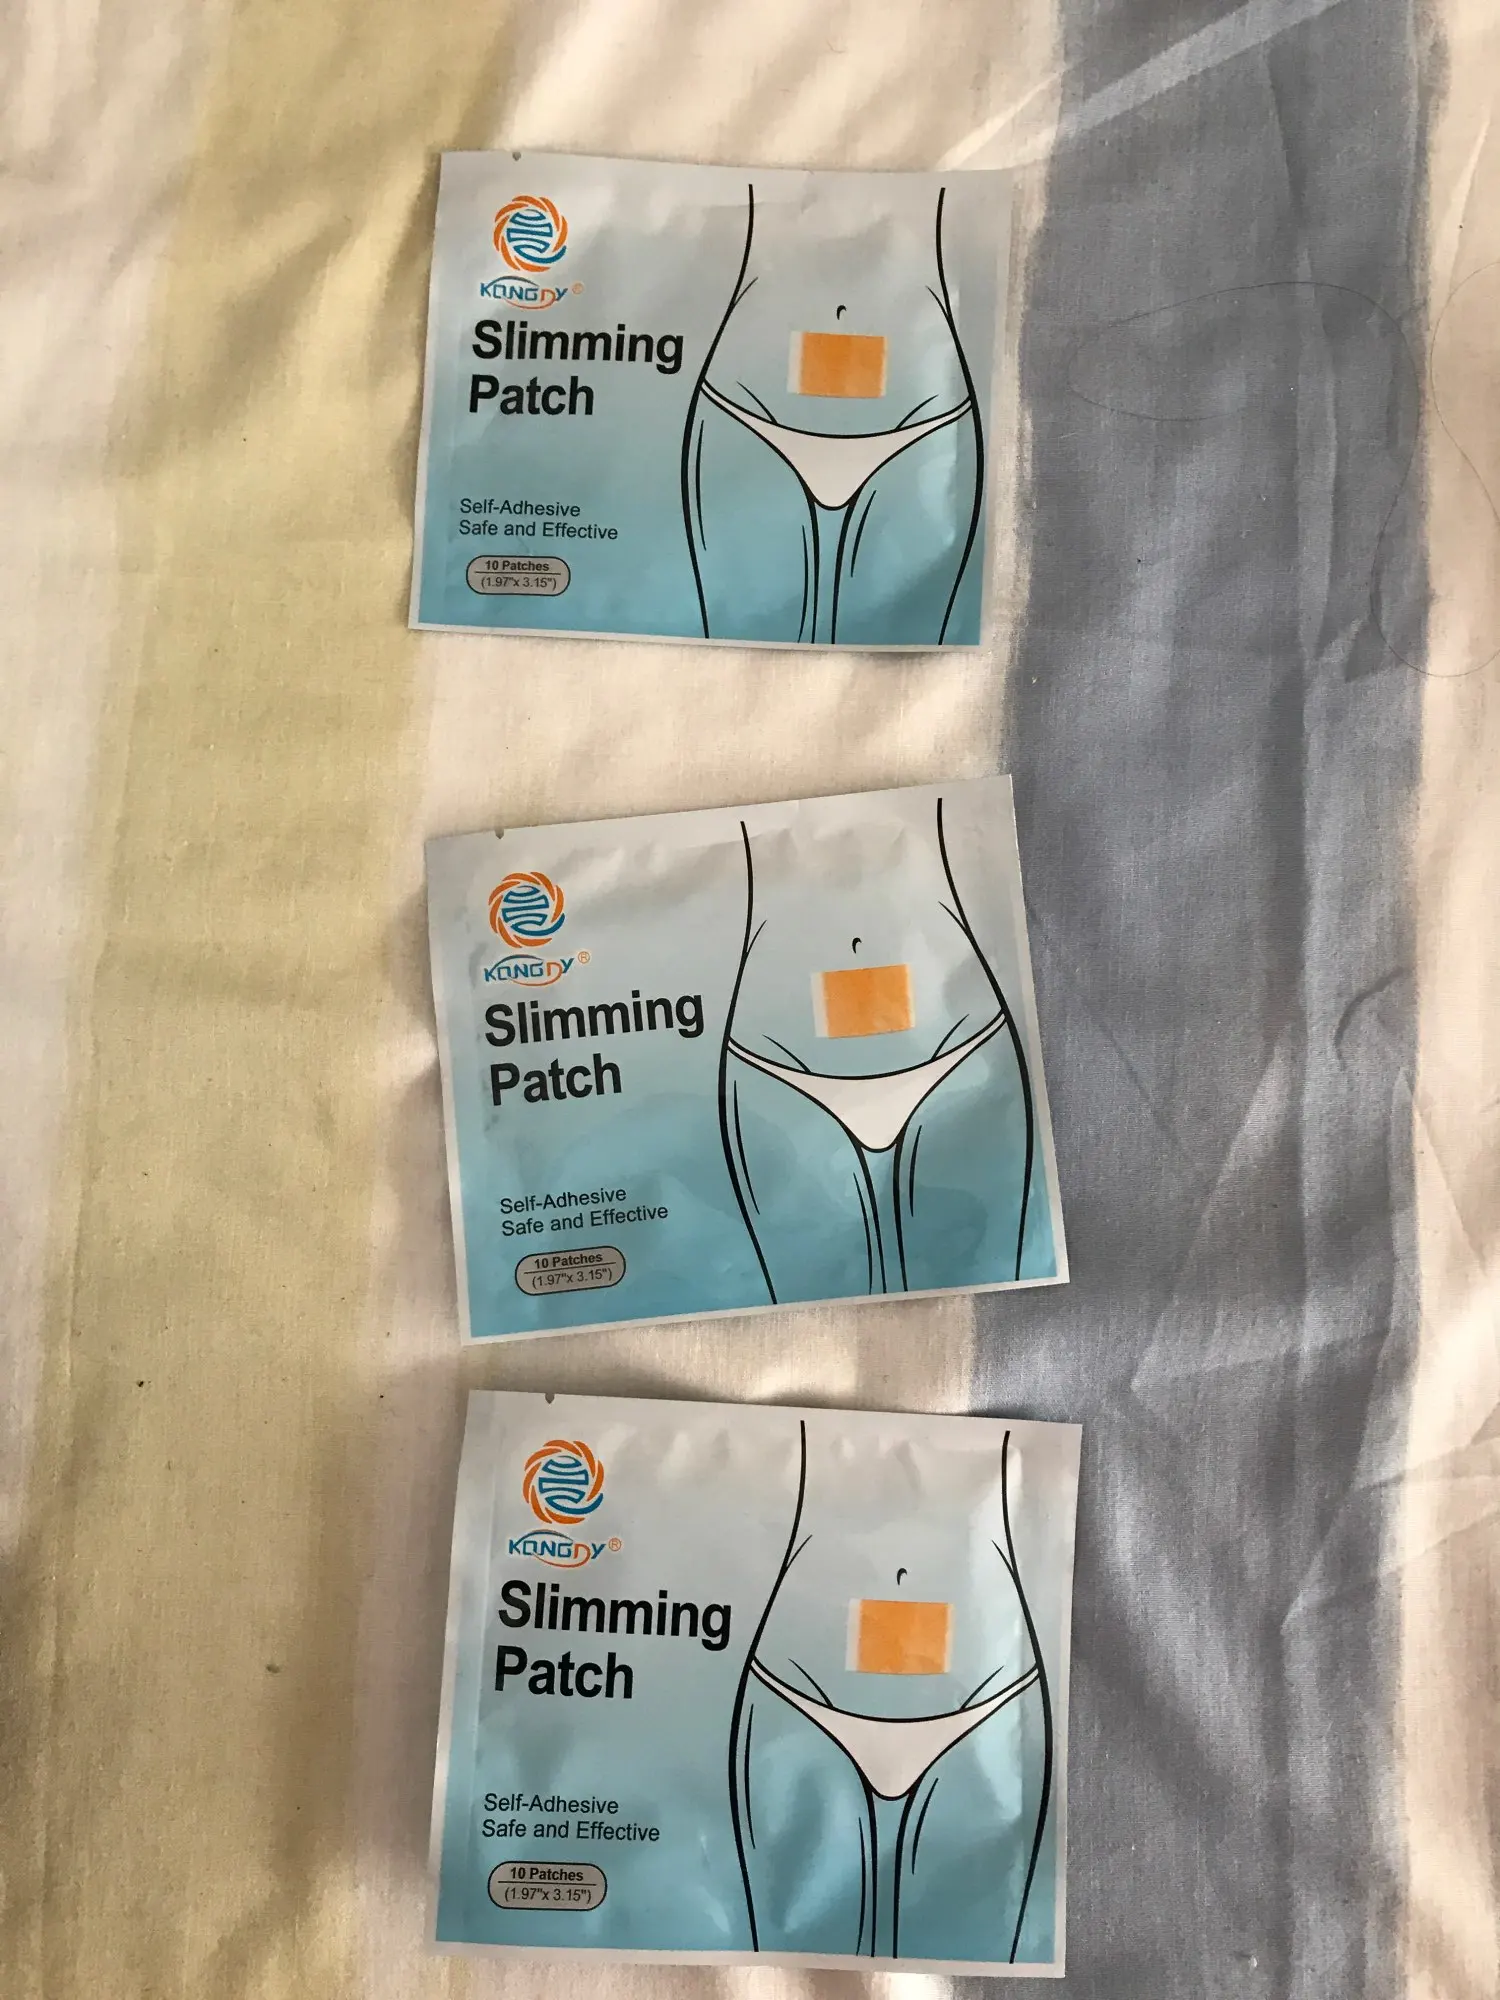 KONGDY®
Slimming
Patch
Self-Adhesive
Safe and Effective
10 Patches
(1.97"x 3.15")
KONGDY®
Slimming
Patch
Self-Adhesive
Safe and Effective
10 Patches
(1.97"x 3.15")
KONGDY®
Slimming
Patch
Self-Adhesive
Safe and Effective
10 Patches
(1.97"x 3.15")